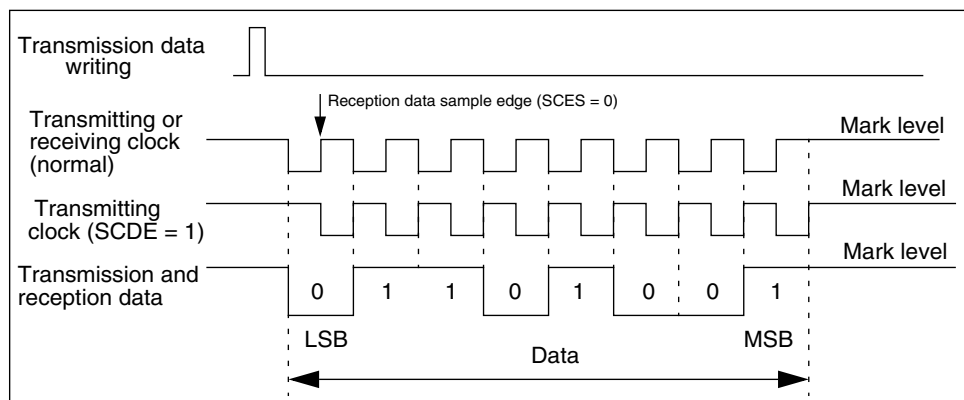 Transmission data
writing
Reception data sample edge (SCES = 0)
Transmitting or
receiving clock
(normal)
Mark level
Transmitting
clock (SCDE = 1)
Mark level
Transmission and
reception data
Mark level
0 1 1 0 1 0 0 1
LSB MSB
Data